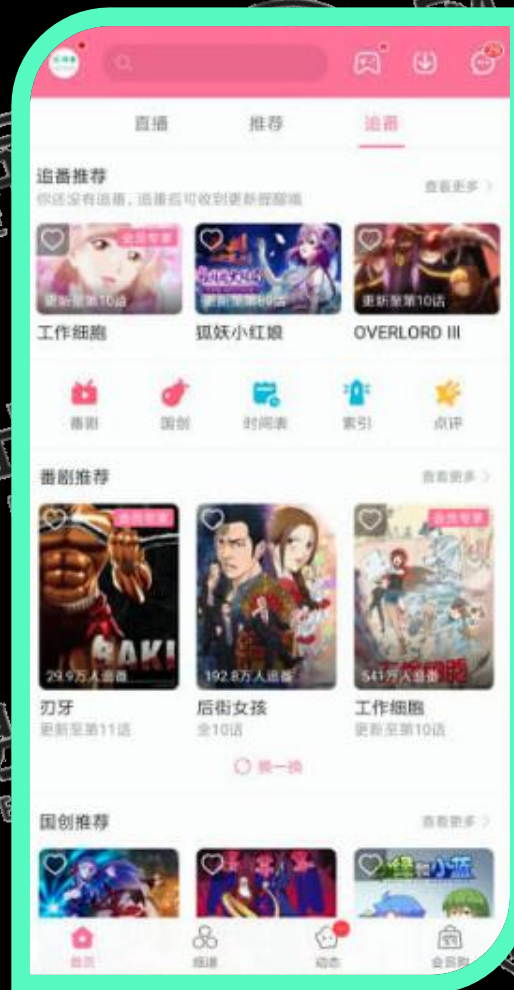 直播 推荐 追番
追番推荐
你还没有追番，追番后可收到更新提醒哦
查看更多
会员专享
更新至第10话
更新至第69话
更新至第10话
工作细胞 狐妖小红娘 OVERLORD III
番剧 国创 时间表 索引 点评
番剧推荐 查看更多
会员专享
会员专享
BAKI
29.9万人追番 192.8万人追番 541万人追番
刃牙 后街女孩 工作细胞
更新至第11话 全10话 更新至第10话
换一换
国创推荐 查看更多
首页 频道 动态 会员购